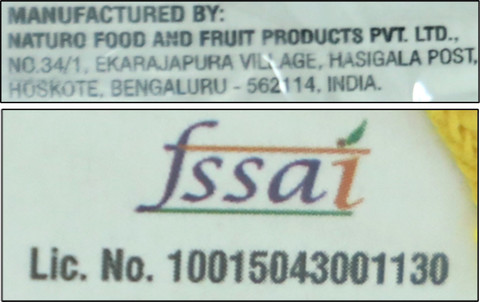 MANUFACTURED BY:
NATURO FOOD AND FRUIT PRODUCTS PVT. LTD.,
NO.34/1, EKARAJAPURA VILLAGE, HASIGALA POST,
HOSKOTE, BENGALURU - 562114, INDIA.
fssai
Lic. No. 10015043001130